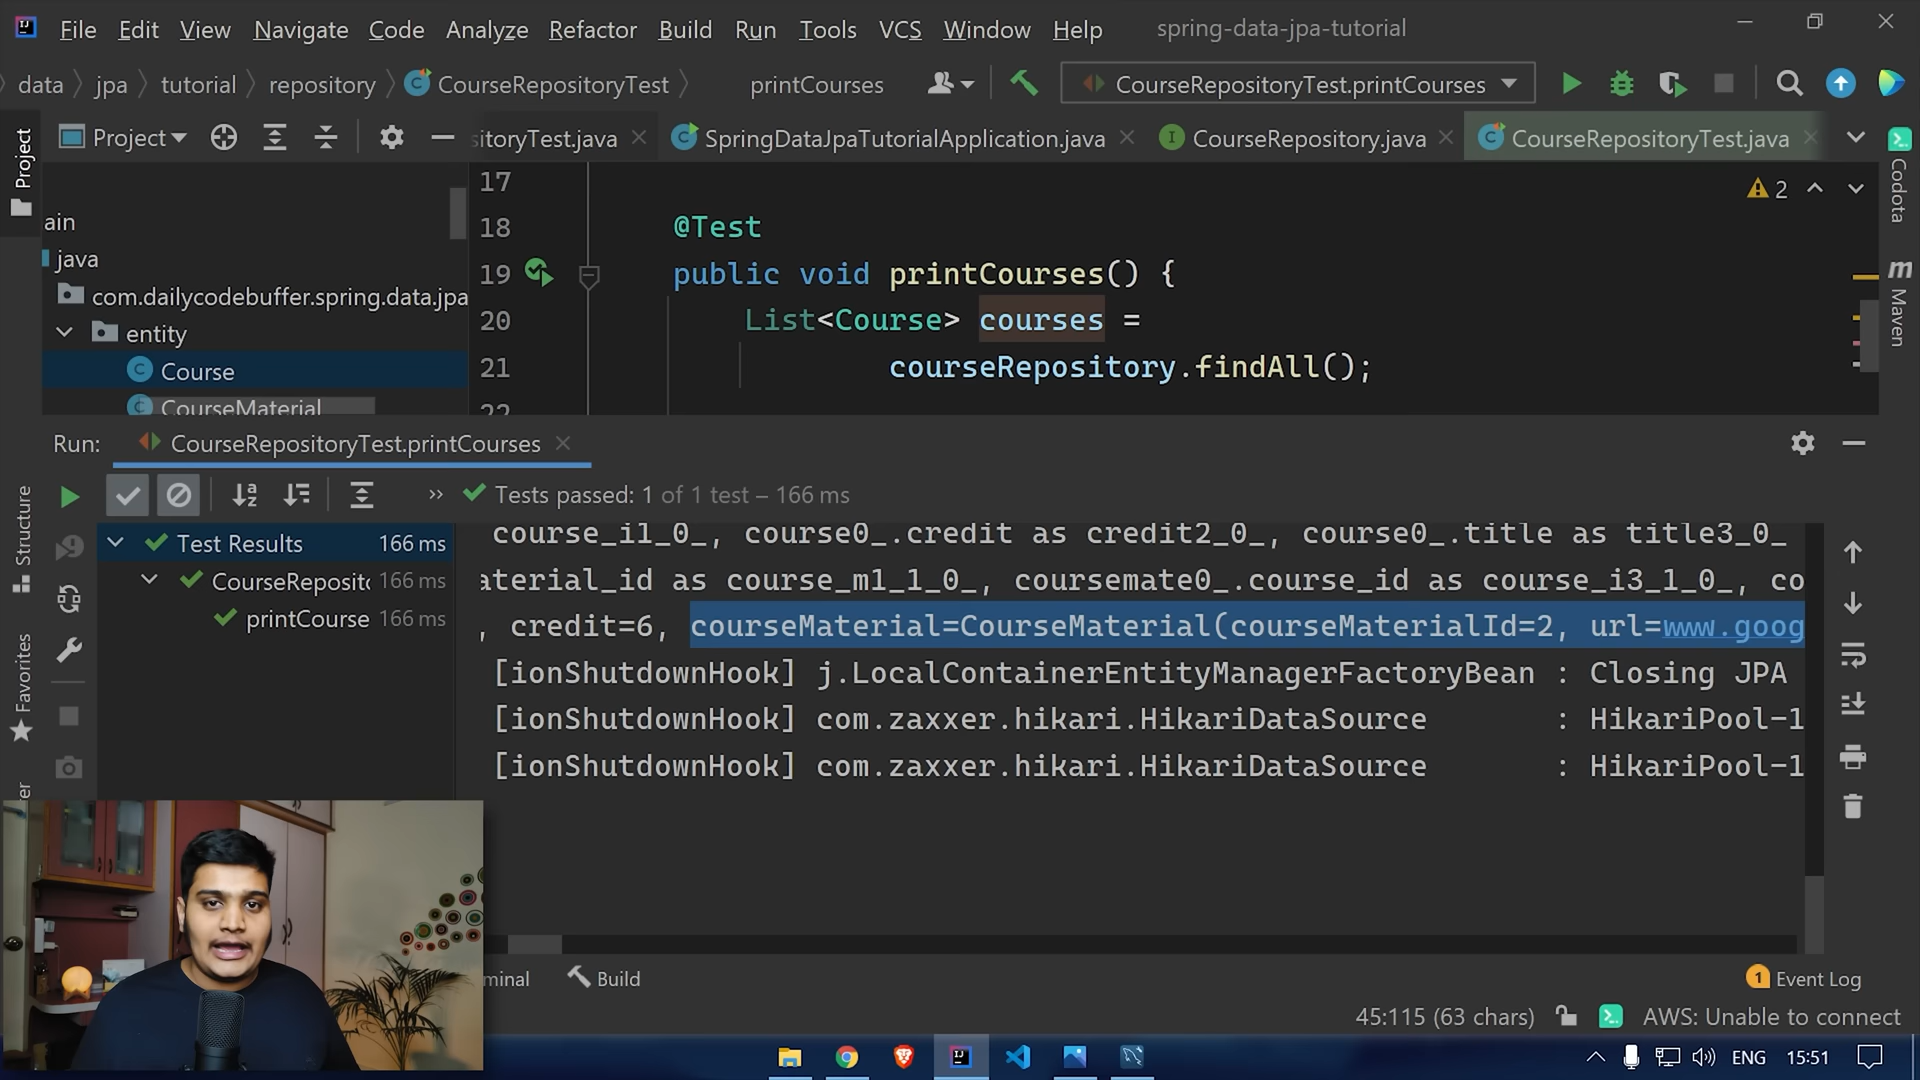 File Edit View Navigate Code Analyze Refactor Build Run Tools VCS Window Help spring-data-jpa-tutorial
data jpa tutorial repository CourseRepositoryTest printCourses CourseRepositoryTest.printCourses
Project
Project
sitoryTest.java SpringDataJpaTutorialApplication.java CourseRepository.java CourseRepositoryTest.java
Codota
Maven
ain
java
com.dailycodebuffer.spring.data.jpa
entity
Course
CourseMaterial
2
17
18 @Test
19 public void printCourses() {
20 List<Course> courses =
21 courseRepository.findAll();
22
Run: CourseRepositoryTest.printCourses
Tests passed: 1 of 1 test – 166 ms
Structure
Favorites
Test Results 166 ms
CourseReposito 166 ms
printCourse 166 ms
course_i1_0_, course0_.credit as credit2_0_, course0_.title as title3_0_
aterial_id as course_m1_1_0_, coursemate0_.course_id as course_i3_1_0_, co
, credit=6, courseMaterial=CourseMaterial(courseMaterialId=2, url=www.goog
[ionShutdownHook] j.LocalContainerEntityManagerFactoryBean : Closing JPA
[ionShutdownHook] com.zaxxer.hikari.HikariDataSource : HikariPool-1
[ionShutdownHook] com.zaxxer.hikari.HikariDataSource : HikariPool-1
er
minal Build 1 Event Log
45:115 (63 chars) AWS: Unable to connect
ENG 15:51